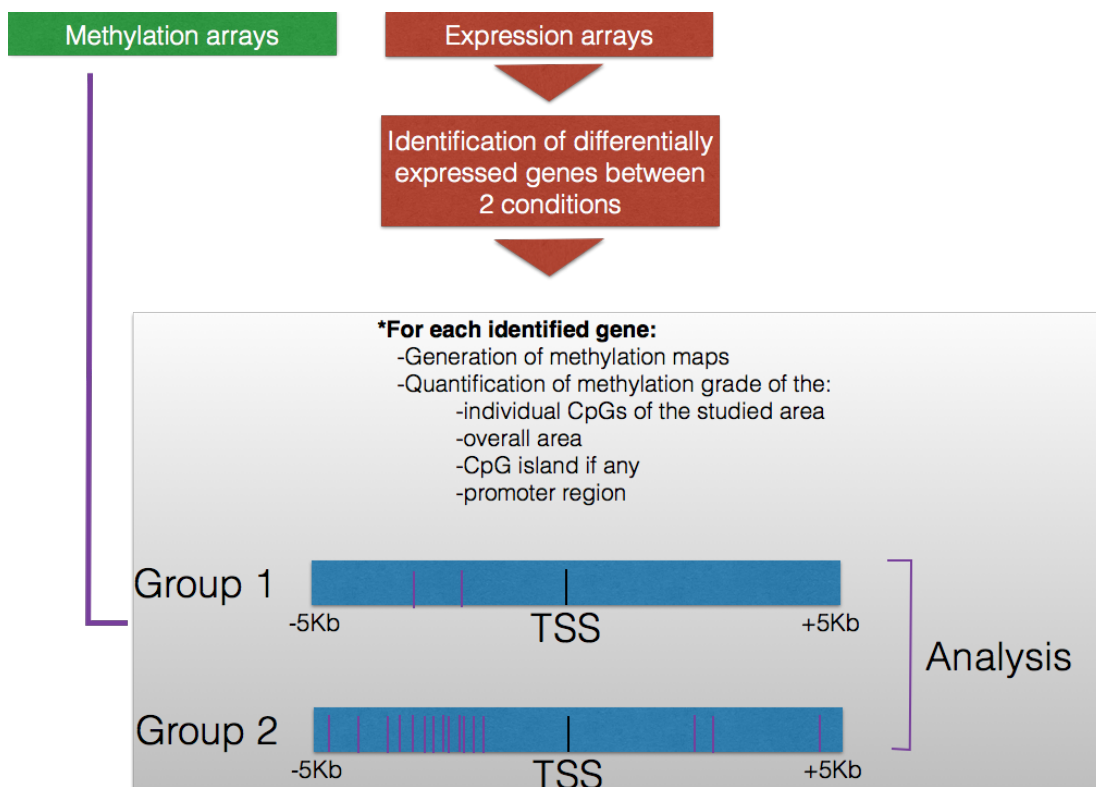 Methylation arrays
Expression arrays
Identification of differentially
expressed genes between
2 conditions
*For each identified gene:
-Generation of methylation maps
-Quantification of methylation grade of the:
-individual CpGs of the studied area
-overall area
-CpG island if any
-promoter region
Group 1
-5Kb
TSS
+5Kb
Analysis
Group 2
-5Kb
TSS
+5Kb